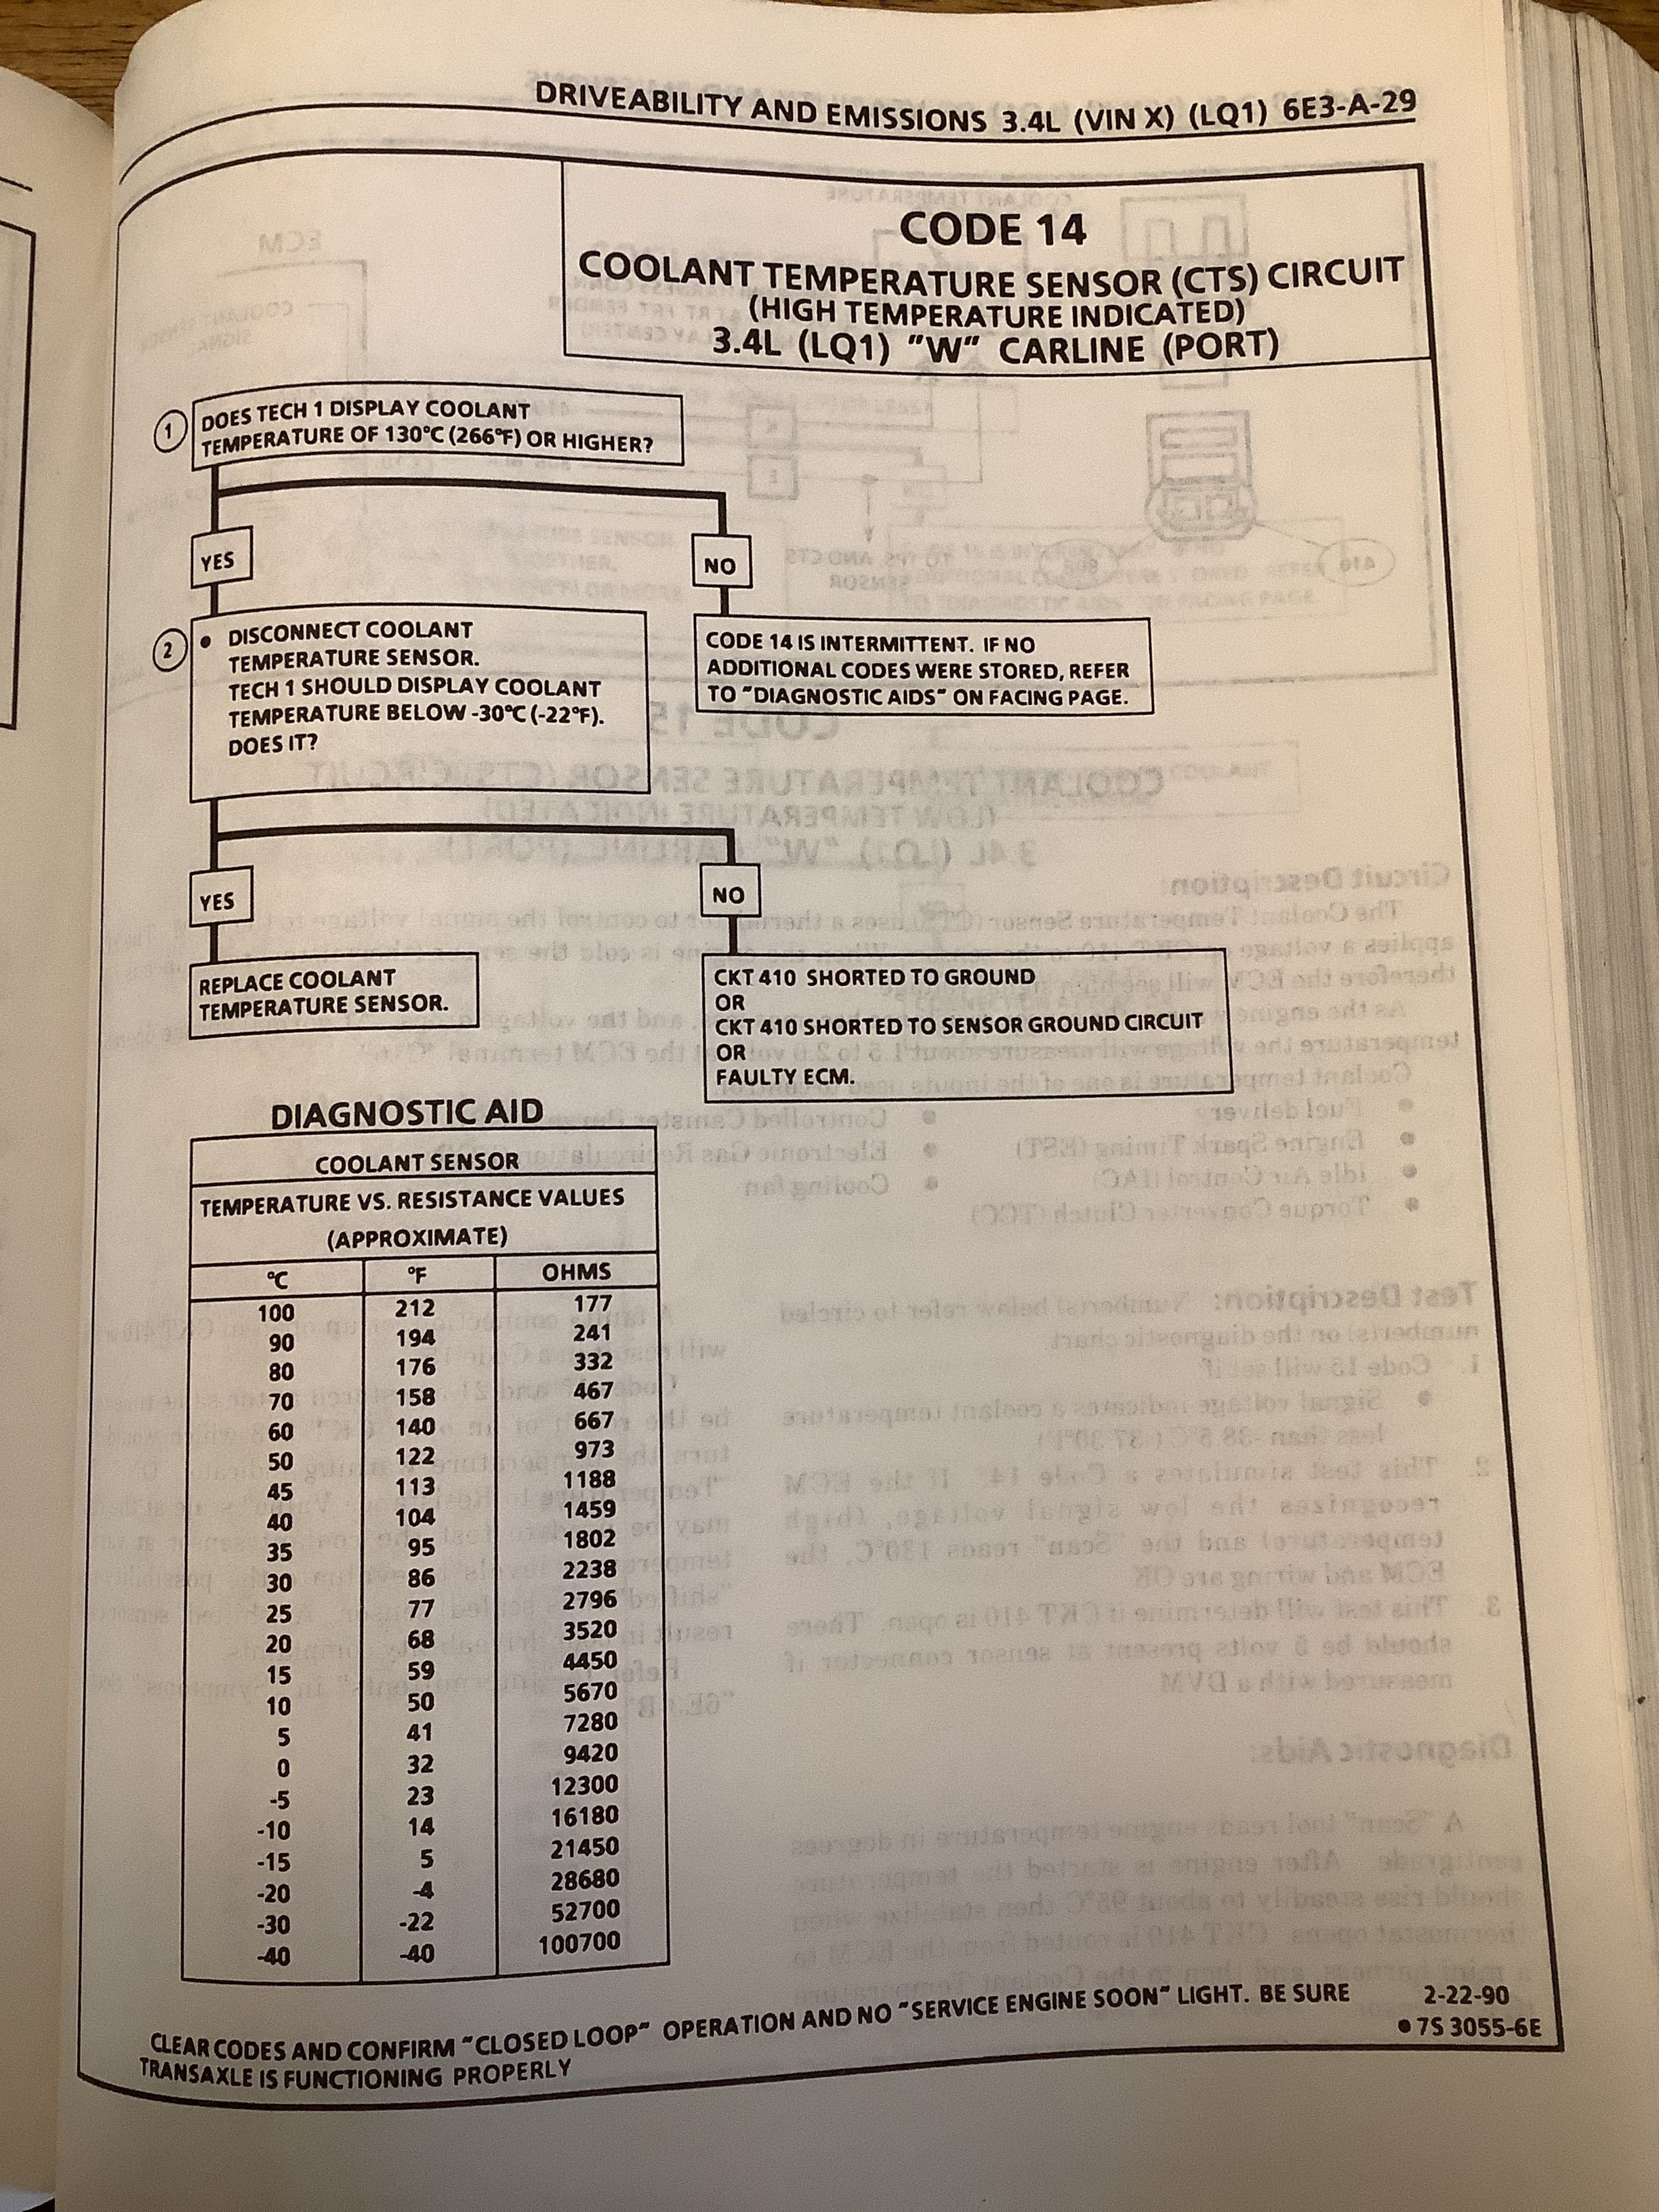 DRIVEABILITY AND EMISSIONS 3.4L (VIN X) (LQ1) 6E3-A-29
CODE 14
COOLANT TEMPERATURE SENSOR (CTS) CIRCUIT
(HIGH TEMPERATURE INDICATED)
3.4L (LQ1) "W" CARLINE (PORT)
1 DOES TECH 1 DISPLAY COOLANT
TEMPERATURE OF 130°C (266°F) OR HIGHER?
YES
NO
2 • DISCONNECT COOLANT
TEMPERATURE SENSOR.
TECH 1 SHOULD DISPLAY COOLANT
TEMPERATURE BELOW -30°C (-22°F).
DOES IT?
CODE 14 IS INTERMITTENT. IF NO
ADDITIONAL CODES WERE STORED, REFER
TO "DIAGNOSTIC AIDS" ON FACING PAGE.
YES
NO
REPLACE COOLANT
TEMPERATURE SENSOR.
CKT 410 SHORTED TO GROUND
OR
CKT 410 SHORTED TO SENSOR GROUND CIRCUIT
OR
FAULTY ECM.
DIAGNOSTIC AID
COOLANT SENSOR
TEMPERATURE VS. RESISTANCE VALUES
(APPROXIMATE)
°C °F OHMS
100 212 177
90 194 241
80 176 332
70 158 467
60 140 667
50 122 973
45 113 1188
40 104 1459
35 95 1802
30 86 2238
25 77 2796
20 68 3520
15 59 4450
10 50 5670
5 41 7280
0 32 9420
-5 23 12300
-10 14 16180
-15 5 21450
-20 -4 28680
-30 -22 52700
-40 -40 100700
CLEAR CODES AND CONFIRM "CLOSED LOOP" OPERATION AND NO "SERVICE ENGINE SOON" LIGHT. BE SURE
TRANSAXLE IS FUNCTIONING PROPERLY
2-22-90
• 7S 3055-6E